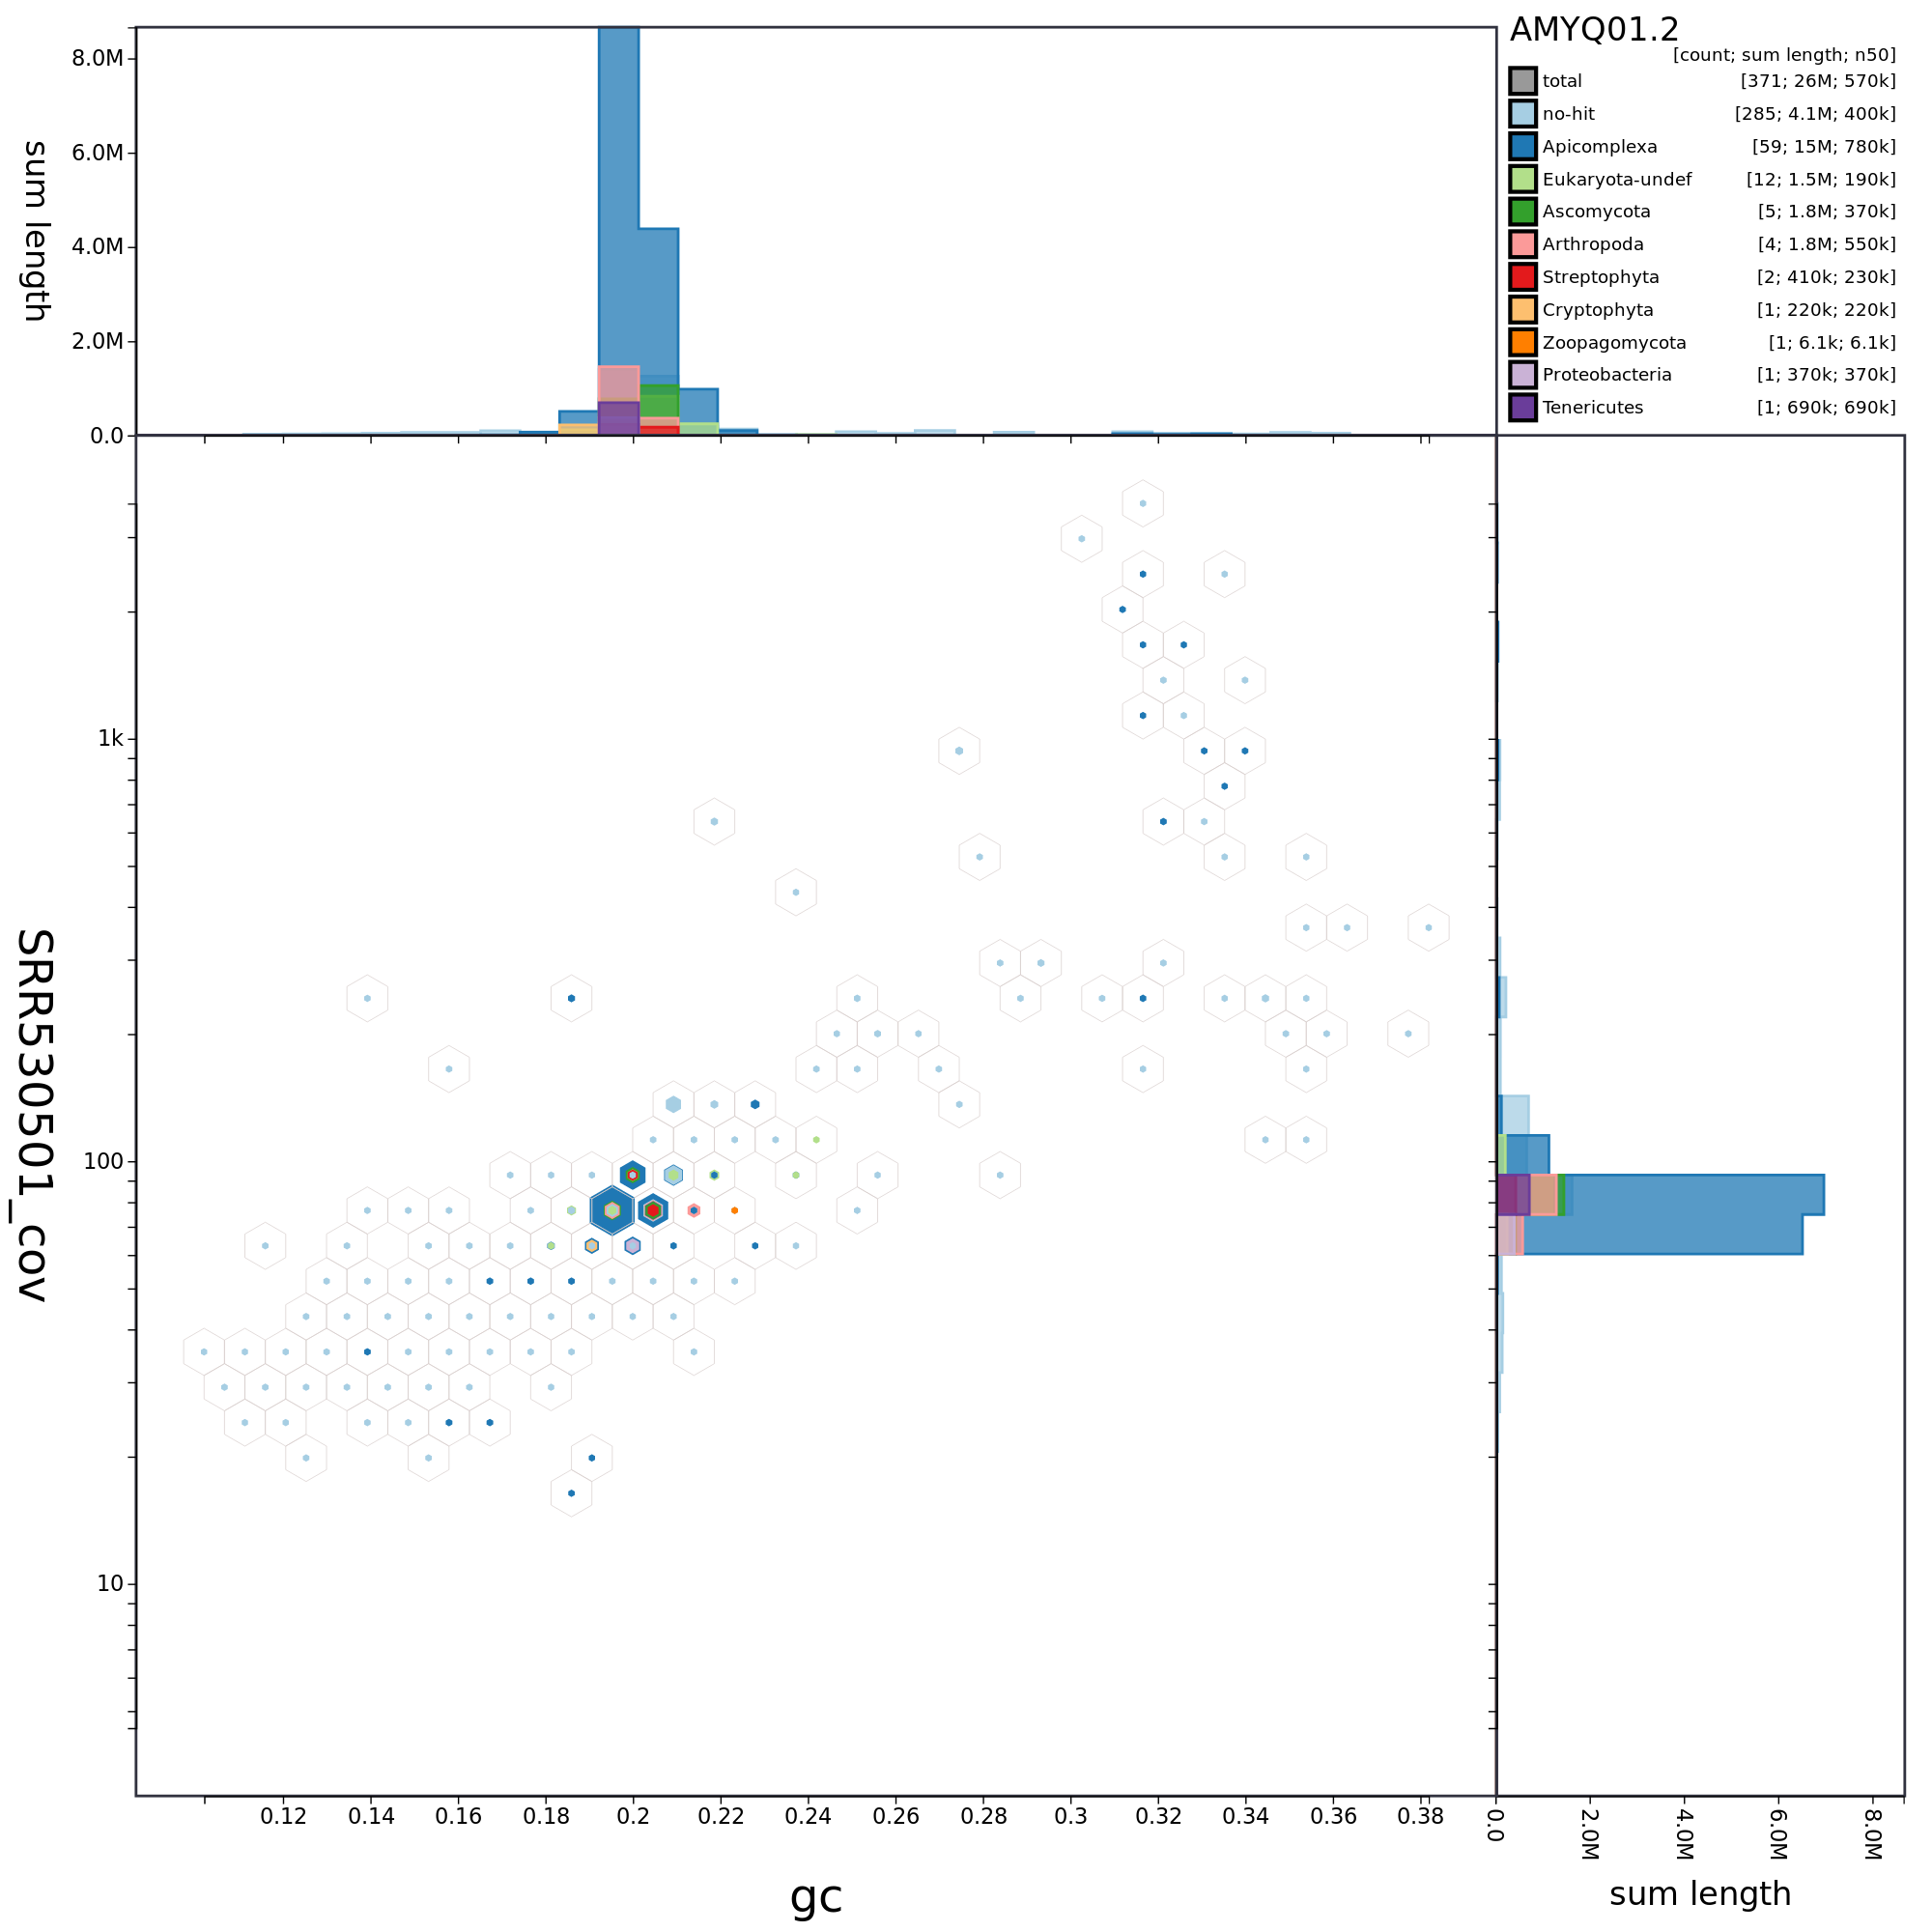 AMYQ01.2
[count; sum length; n50]
total [371; 26M; 570k]
no-hit [285; 4.1M; 400k]
Apicomplexa [59; 15M; 780k]
Eukaryota-undef [12; 1.5M; 190k]
Ascomycota [5; 1.8M; 370k]
Arthropoda [4; 1.8M; 550k]
Streptophyta [2; 410k; 230k]
Cryptophyta [1; 220k; 220k]
Zoopagomycota [1; 6.1k; 6.1k]
Proteobacteria [1; 370k; 370k]
Tenericutes [1; 690k; 690k]
sum length
8.0M
6.0M
4.0M
2.0M
0.0
SRR530501_cov
1k
100
10
0.12 0.14 0.16 0.18 0.2 0.22 0.24 0.26 0.28 0.3 0.32 0.34 0.36 0.38
gc
0.0 2.0M 4.0M 6.0M 8.0M
sum length